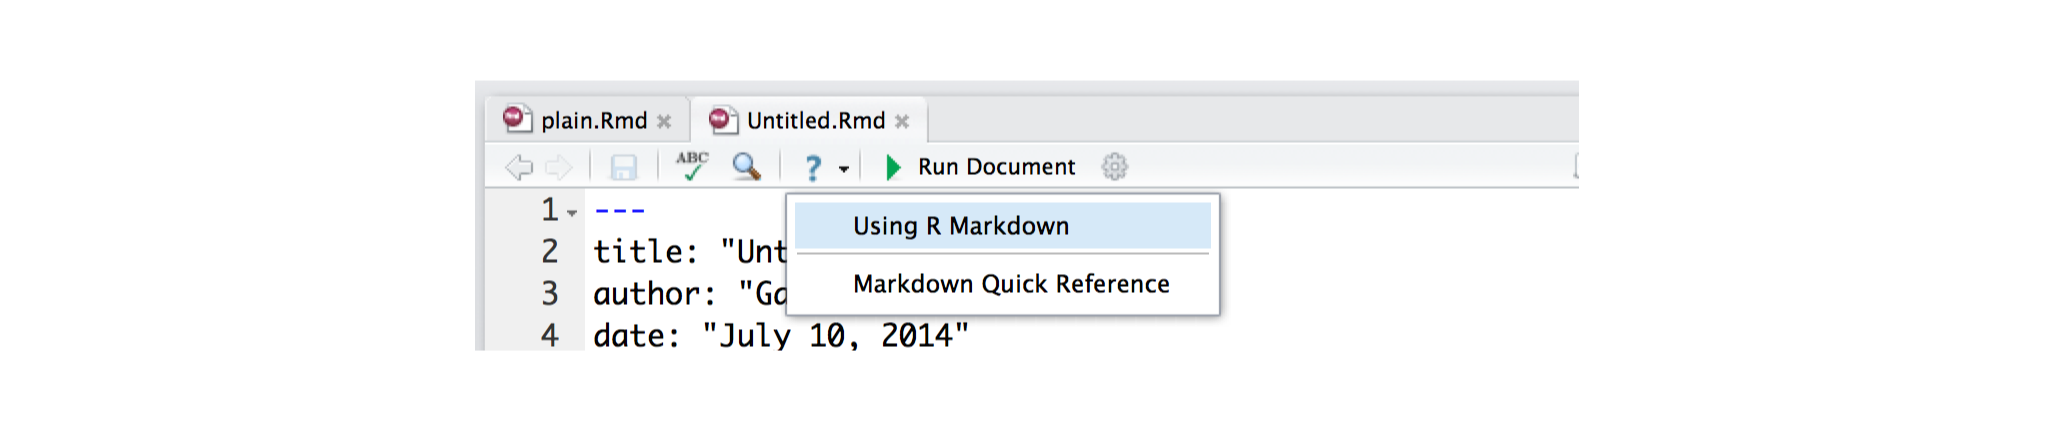 plain.Rmd Untitled.Rmd
ABC ? Run Document
1 ---
Using R Markdown
2 title: "Unt
Markdown Quick Reference
3 author: "Ga
4 date: "July 10, 2014"